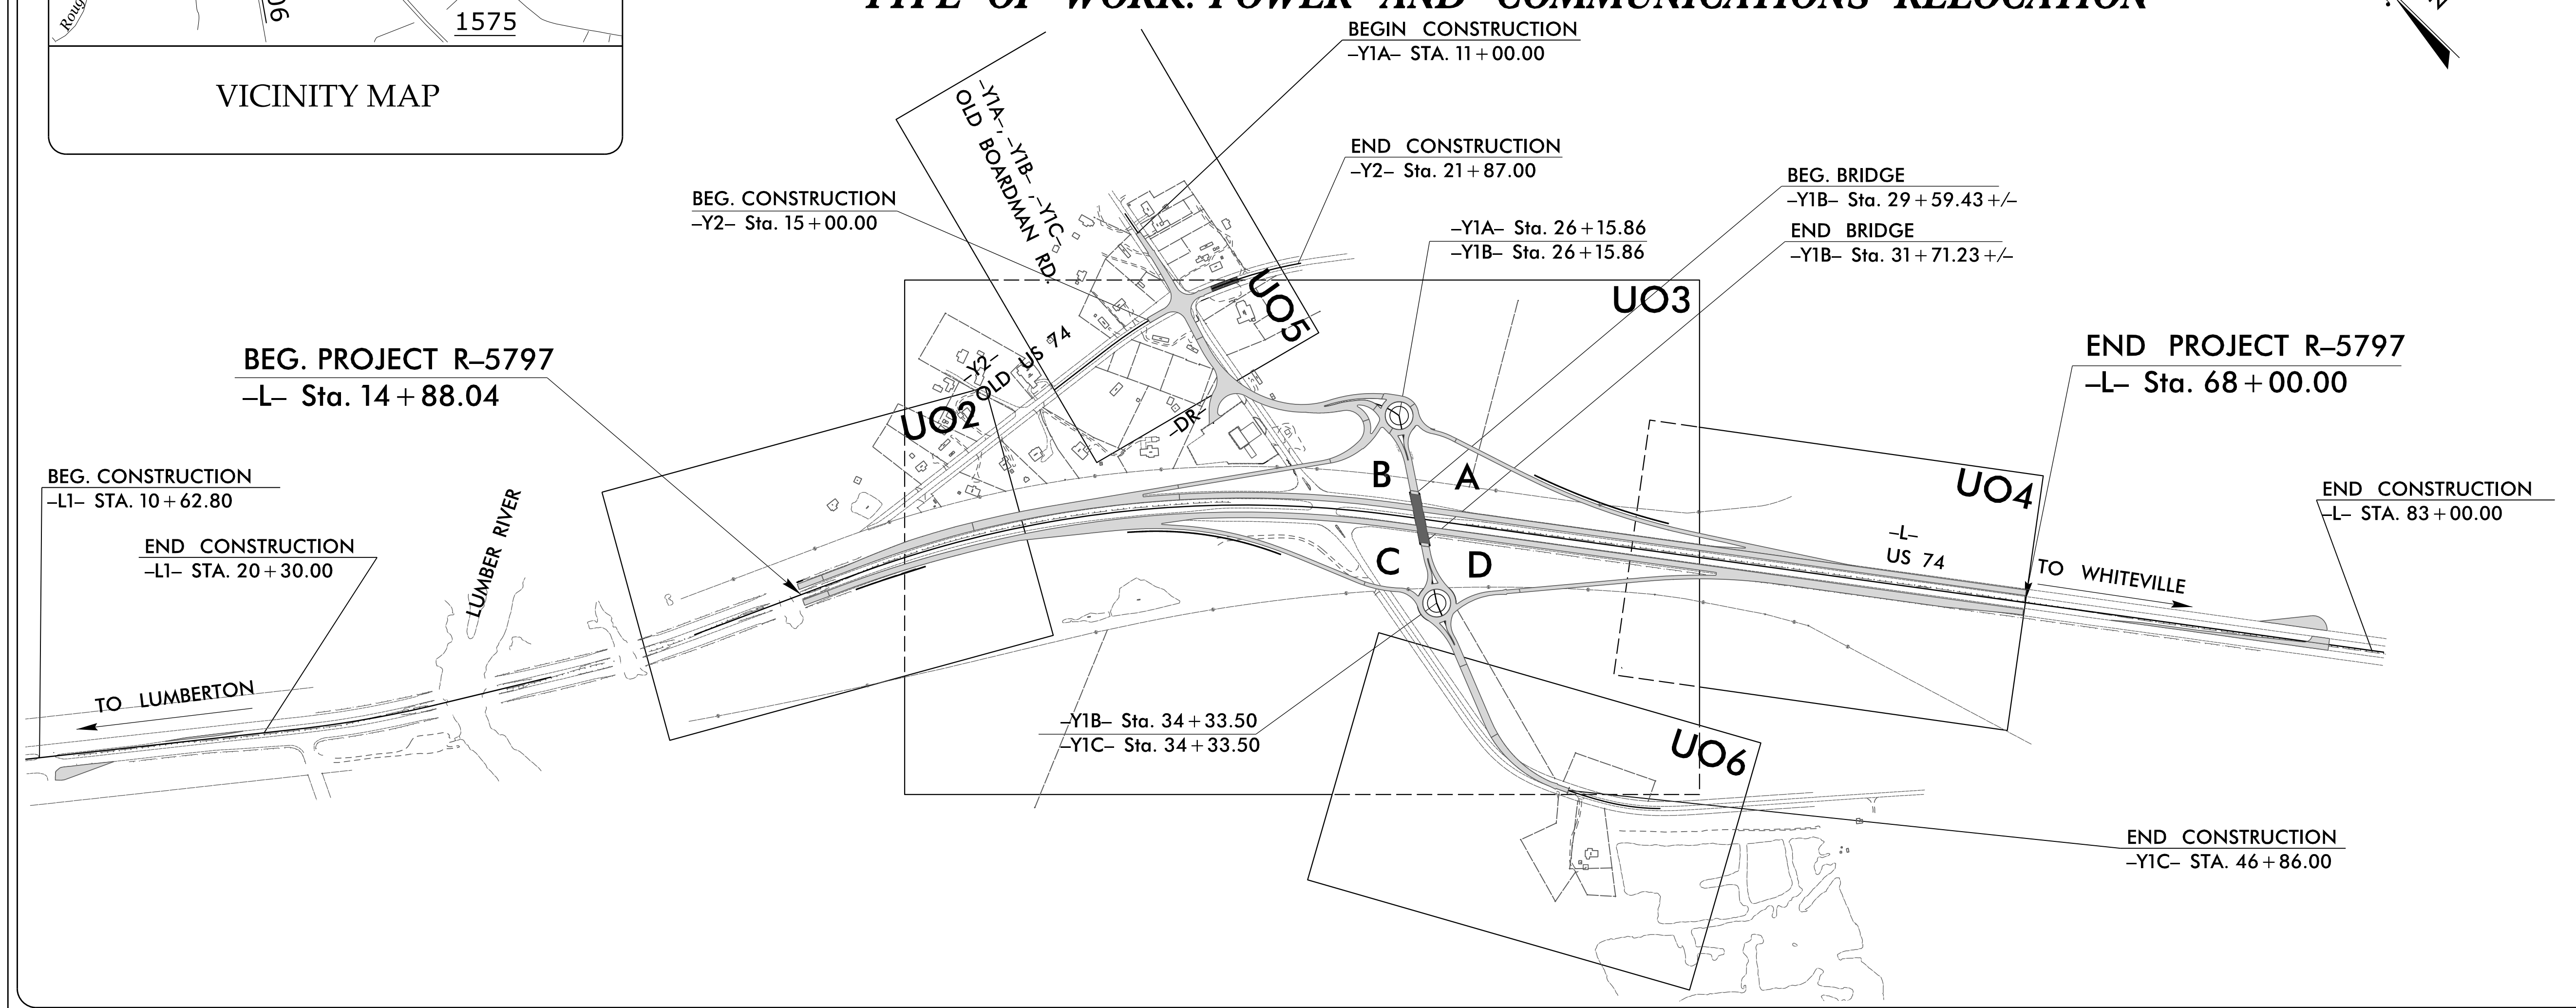 TYPE OF WORK: POWER AND COMMUNICATIONS RELOCATION
Roug
06
1575
VICINITY MAP
BEGIN CONSTRUCTION
–Y1A– STA. 11+00.00
END CONSTRUCTION
–Y2– Sta. 21+87.00
BEG. BRIDGE
–Y1B– Sta. 29+59.43 +/–
END BRIDGE
–Y1B– Sta. 31+71.23 +/–
BEG. CONSTRUCTION
–Y2– Sta. 15+00.00
–Y1A–, –Y1B– ,–Y1C–
OLD BOARDMAN RD.
–Y1A– Sta. 26+15.86
–Y1B– Sta. 26+15.86
UO3
UO5
BEG. PROJECT R–5797
–L– Sta. 14+88.04
–Y2–
OLD US 74
UO2
–DR–
END PROJECT R–5797
–L– Sta. 68+00.00
B
A
C
D
UO4
–L–
US 74
TO WHITEVILLE
BEG. CONSTRUCTION
–L1– STA. 10+62.80
END CONSTRUCTION
–L1– STA. 20+30.00
LUMBER RIVER
TO LUMBERTON
END CONSTRUCTION
–L– STA. 83+00.00
–Y1B– Sta. 34+33.50
–Y1C– Sta. 34+33.50
UO6
END CONSTRUCTION
–Y1C– STA. 46+86.00